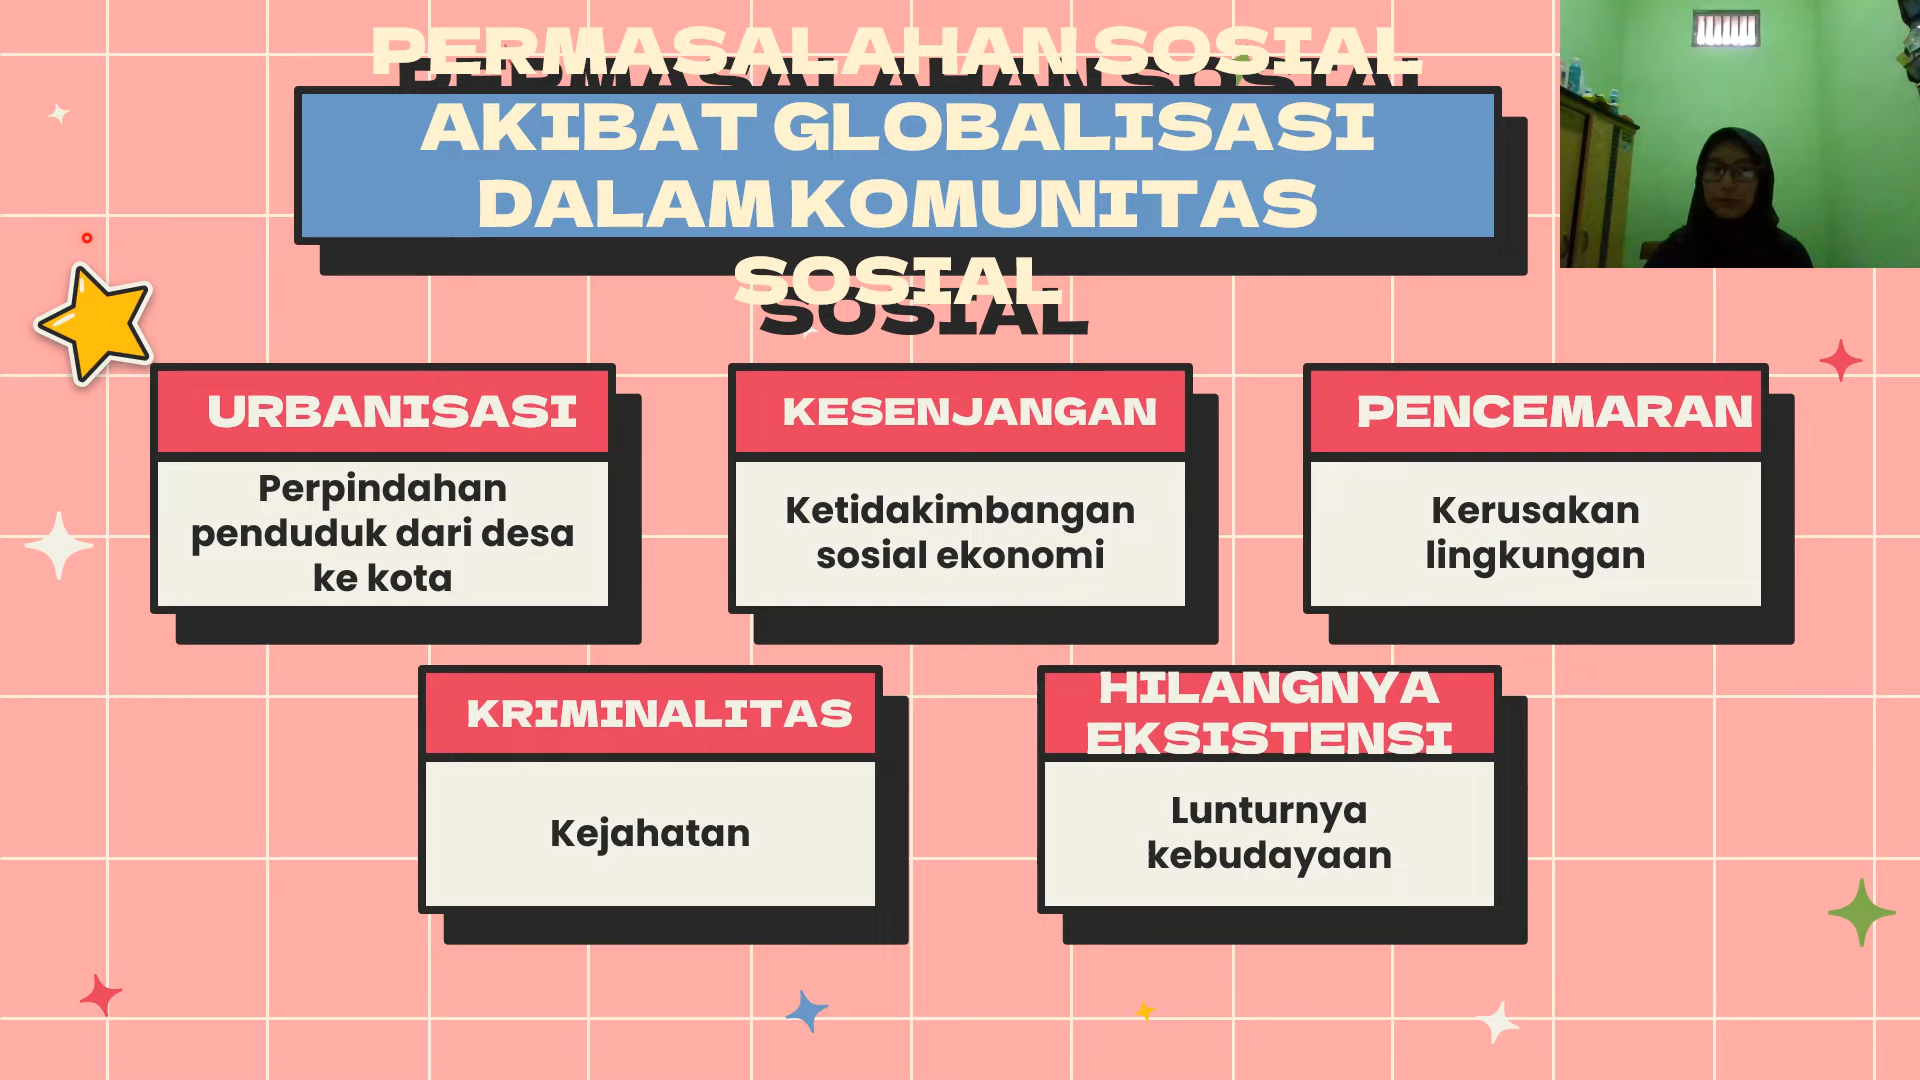 PERMASALAHAN SOSIAL
AKIBAT GLOBALISASI
DALAM KOMUNITAS
SOSIAL
URBANISASI
Perpindahan
penduduk dari desa
ke kota
KESENJANGAN
Ketidakimbangan
sosial ekonomi
PENCEMARAN
Kerusakan
lingkungan
KRIMINALITAS
Kejahatan
HILANGNYA
EKSISTENSI
Lunturnya
kebudayaan